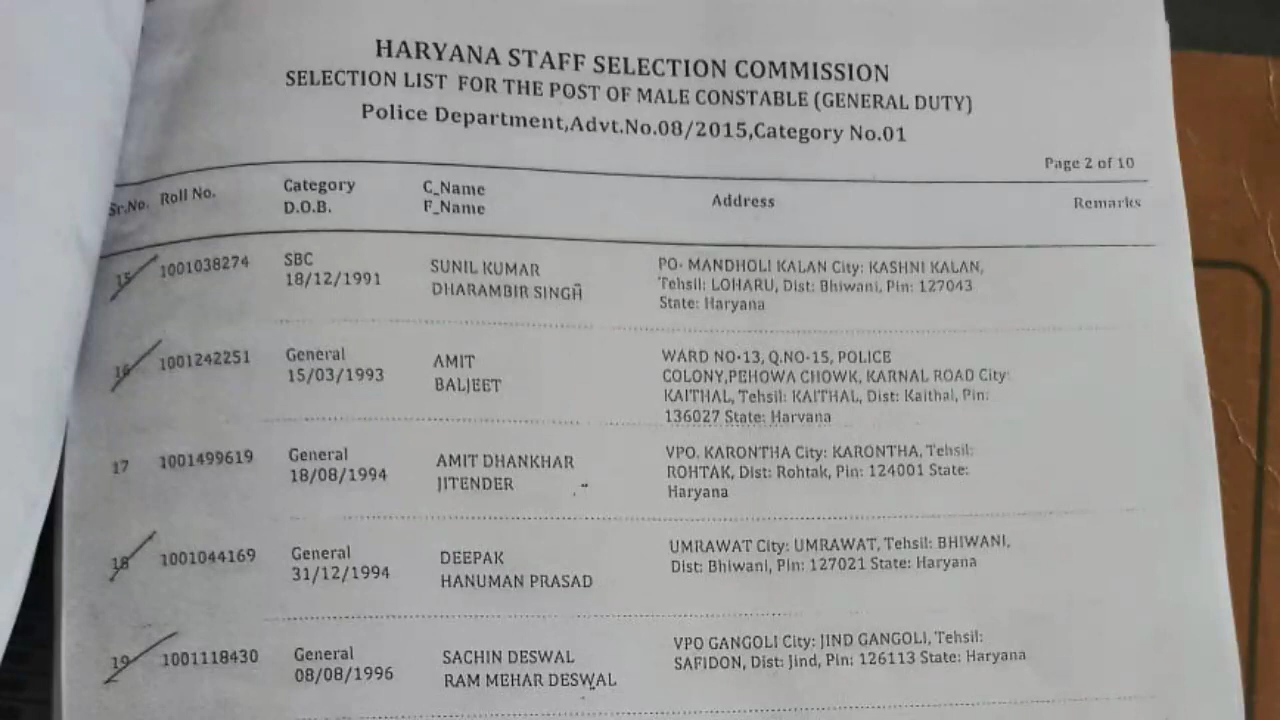 HARYANA STAFF SELECTION COMMISSION
SELECTION LIST FOR THE POST OF MALE CONSTABLE (GENERAL DUTY)
Police Department,Advt.No.08/2015,Category No.01
Page 2 of 10
Sr.No. Roll No. Category C_Name Address Remarks
D.O.B. F_Name
15 1001038274 SBC SUNIL KUMAR PO- MANDHOLI KALAN City: KASHNI KALAN,
18/12/1991 DHARAMBIR SINGH Tehsil: LOHARU, Dist: Bhiwani, Pin: 127043
State: Haryana
16 1001242251 General AMIT WARD NO-13, Q.NO-15, POLICE
15/03/1993 BALJEET COLONY,PEHOWA CHOWK, KARNAL ROAD City:
KAITHAL, Tehsil: KAITHAL, Dist: Kaithal, Pin:
136027 State: Haryana
17 1001499619 General AMIT DHANKHAR VPO. KARONTHA City: KARONTHA, Tehsil:
18/08/1994 JITENDER ROHTAK, Dist: Rohtak, Pin: 124001 State:
Haryana
18 1001044169 General DEEPAK UMRAWAT City: UMRAWAT, Tehsil: BHIWANI,
31/12/1994 HANUMAN PRASAD Dist: Bhiwani, Pin: 127021 State: Haryana
19 1001118430 General SACHIN DESWAL VPO GANGOLI City: JIND GANGOLI, Tehsil:
08/08/1996 RAM MEHAR DESWAL SAFIDON, Dist: Jind, Pin: 126113 State: Haryana